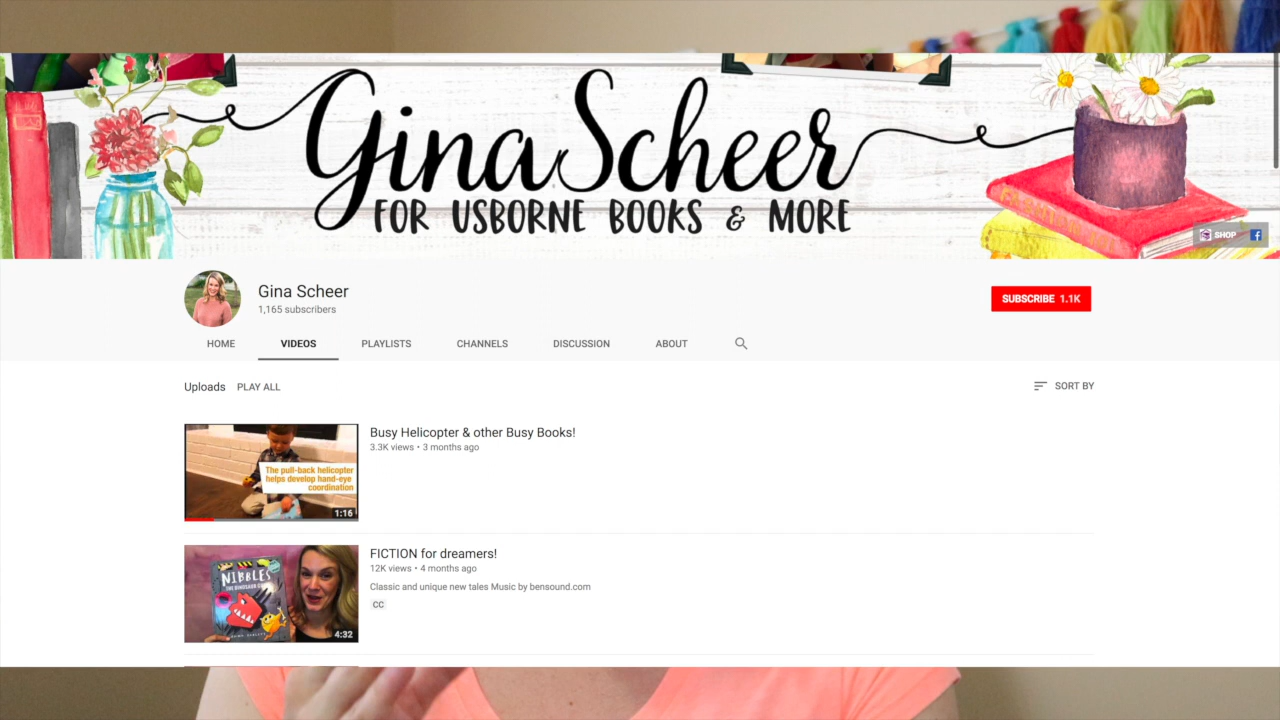 Gina Scheer
FOR USBORNE BOOKS & MORE
SHOP
Gina Scheer
1,165 subscribers
SUBSCRIBE 1.1K
HOME VIDEOS PLAYLISTS CHANNELS DISCUSSION ABOUT
Uploads PLAY ALL
SORT BY
Busy Helicopter & other Busy Books!
3.3K views • 3 months ago
The pull-back helicopter
helps develop hand-eye
coordination
1:16
FICTION for dreamers!
12K views • 4 months ago
Classic and unique new tales Music by bensound.com
CC
NIBBLES
4:32